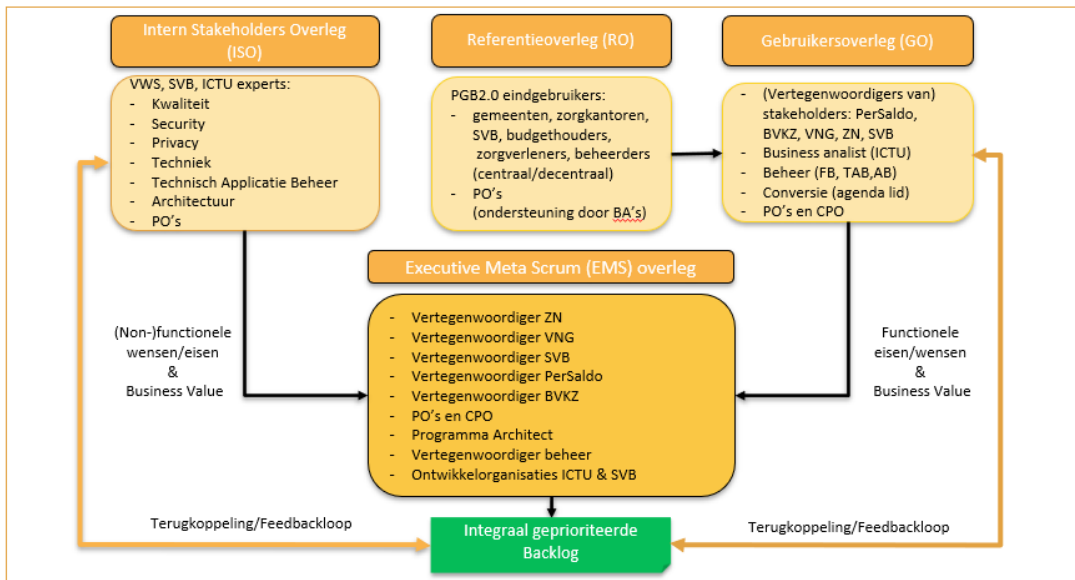 Intern Stakeholders Overleg
(ISO)
VWS, SVB, ICTU experts:
- Kwaliteit
- Security
- Privacy
- Techniek
- Technisch Applicatie Beheer
- Architectuur
- PO's
Referentieoverleg (RO)
PGB2.0 eindgebruikers:
- gemeenten, zorgkantoren,
SVB, budgethouders,
zorgverleners, beheerders
(centraal/decentraal)
- PO's
(ondersteuning door BA's)
Gebruikersoverleg (GO)
- (Vertegenwoordigers van)
stakeholders: PerSaldo,
BVKZ, VNG, ZN, SVB
- Business analist (ICTU)
- Beheer (FB, TAB,AB)
- Conversie (agenda lid)
- PO's en CPO
Executive Meta Scrum (EMS) overleg
- Vertegenwoordiger ZN
- Vertegenwoordiger VNG
- Vertegenwoordiger SVB
- Vertegenwoordiger PerSaldo
- Vertegenwoordiger BVKZ
- PO's en CPO
- Programma Architect
- Vertegenwoordiger beheer
- Ontwikkelorganisaties ICTU & SVB
(Non-)functionele
wensen/eisen
&
Business Value
Functionele
eisen/wensen
&
Business Value
Terugkoppeling/Feedbackloop
Integraal geprioriteerde
Backlog
Terugkoppeling/Feedbackloop